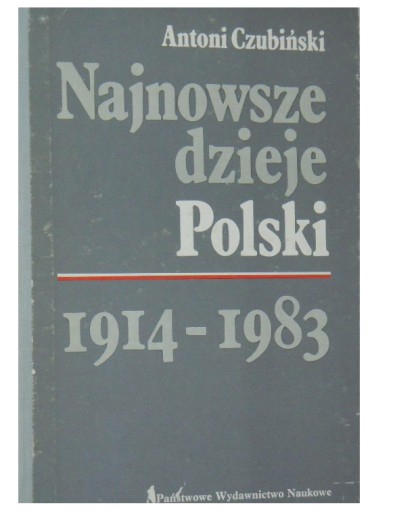 Antoni Czubiński
Najnowsze
dzieje
Polski
1914-1983
Państwowe Wydawnictwo Naukowe